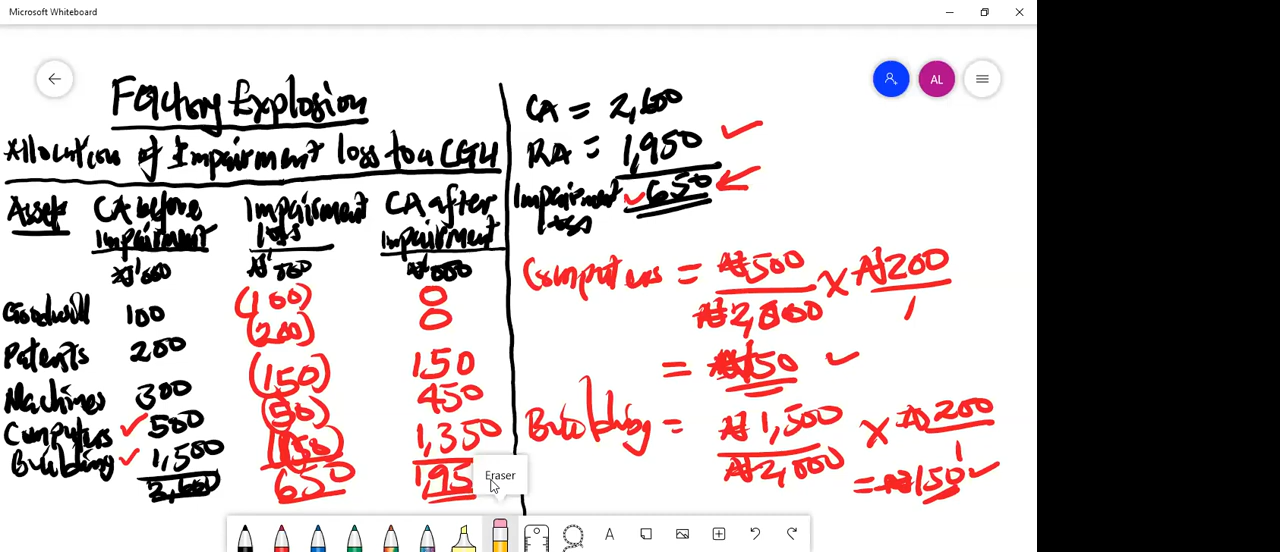 Microsoft Whiteboard
AL
Factory Explosion
Allocation of Impairment loss to a CGU
Assets CA before Impairment Impairment loss CA after Impairment
₦'000 ₦'000 ₦'000
Goodwill 100 (100) 0
Patents 200 (200) 0
Machines 300 (150) 150
Computers 500 (50) 450
Building 1,500 (150) 1,350
2,600 650 1,95
CA = 2,600
RA = 1,950
Impairment loss 650
Computers = ₦500 / ₦2,000 X ₦200 / 1
= ₦50
Building = ₦1,500 / ₦2,000 X ₦200 / 1
= ₦150
Eraser
A